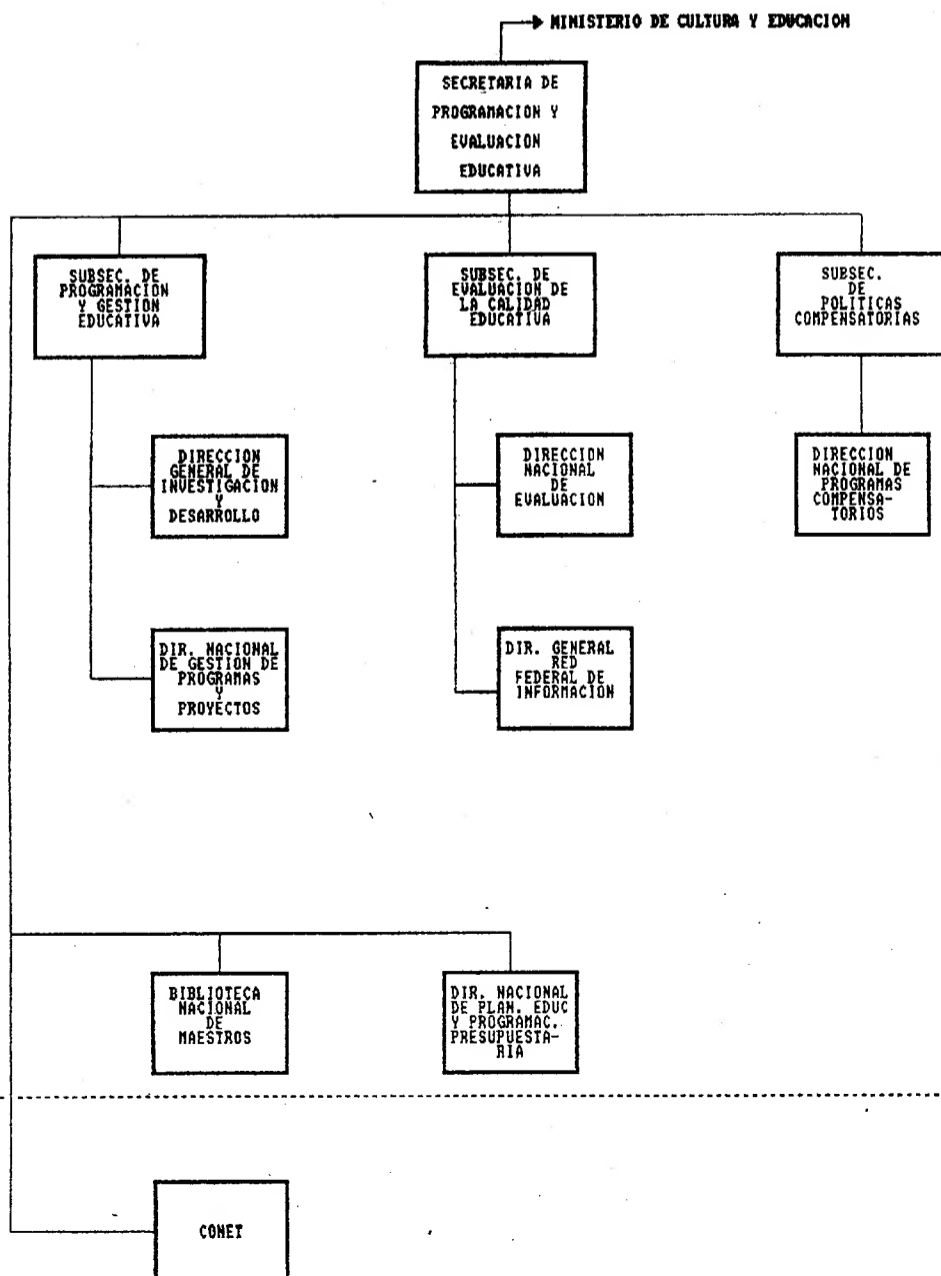 MINISTERIO DE CULTURA Y EDUCACION
SECRETARIA DE
PROGRAMACION Y
EVALUACION
EDUCATIVA
SUBSEC. DE
PROGRAMACION
Y GESTION
EDUCATIVA
SUBSEC. DE
EVALUACION DE
LA CALIDAD
EDUCATIVA
SUBSEC.
DE
POLITICAS
COMPENSATORIAS
DIRECCION
GENERAL DE
INVESTIGACION
Y
DESARROLLO
DIRECCION
NACIONAL
DE
EVALUACION
DIRECCION
NACIONAL DE
PROGRAMAS
COMPENSA-
TORIOS
DIR. NACIONAL
DE GESTION DE
PROGRAMAS
Y
PROYECTOS
DIR. GENERAL
RED
FEDERAL DE
INFORMACION
BIBLIOTECA
NACIONAL
DE
MAESTROS
DIR. NACIONAL
DE PLAN. EDUC
Y PROGRAMAC.
PRESUPUESTA-
RIA
CONET